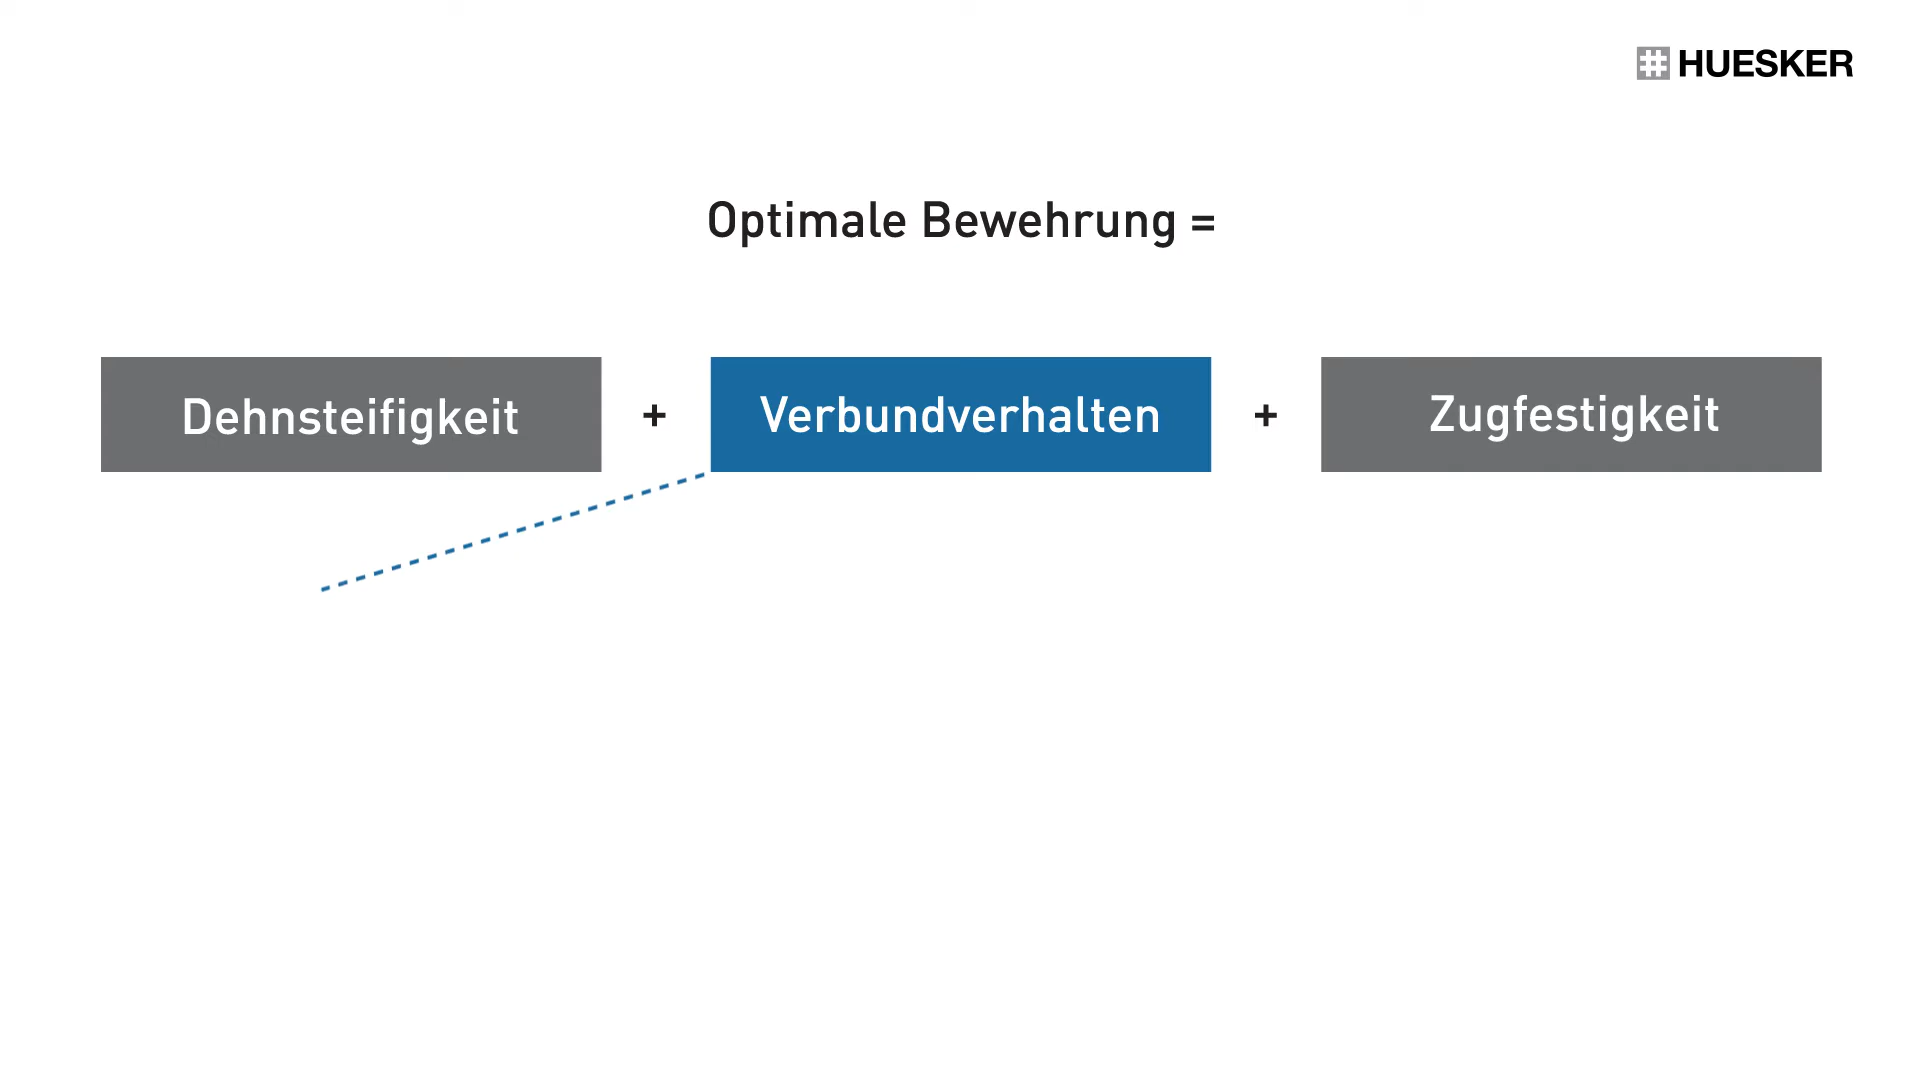 HUESKER
Optimale Bewehrung =
Dehnsteifigkeit + Verbundverhalten + Zugfestigkeit